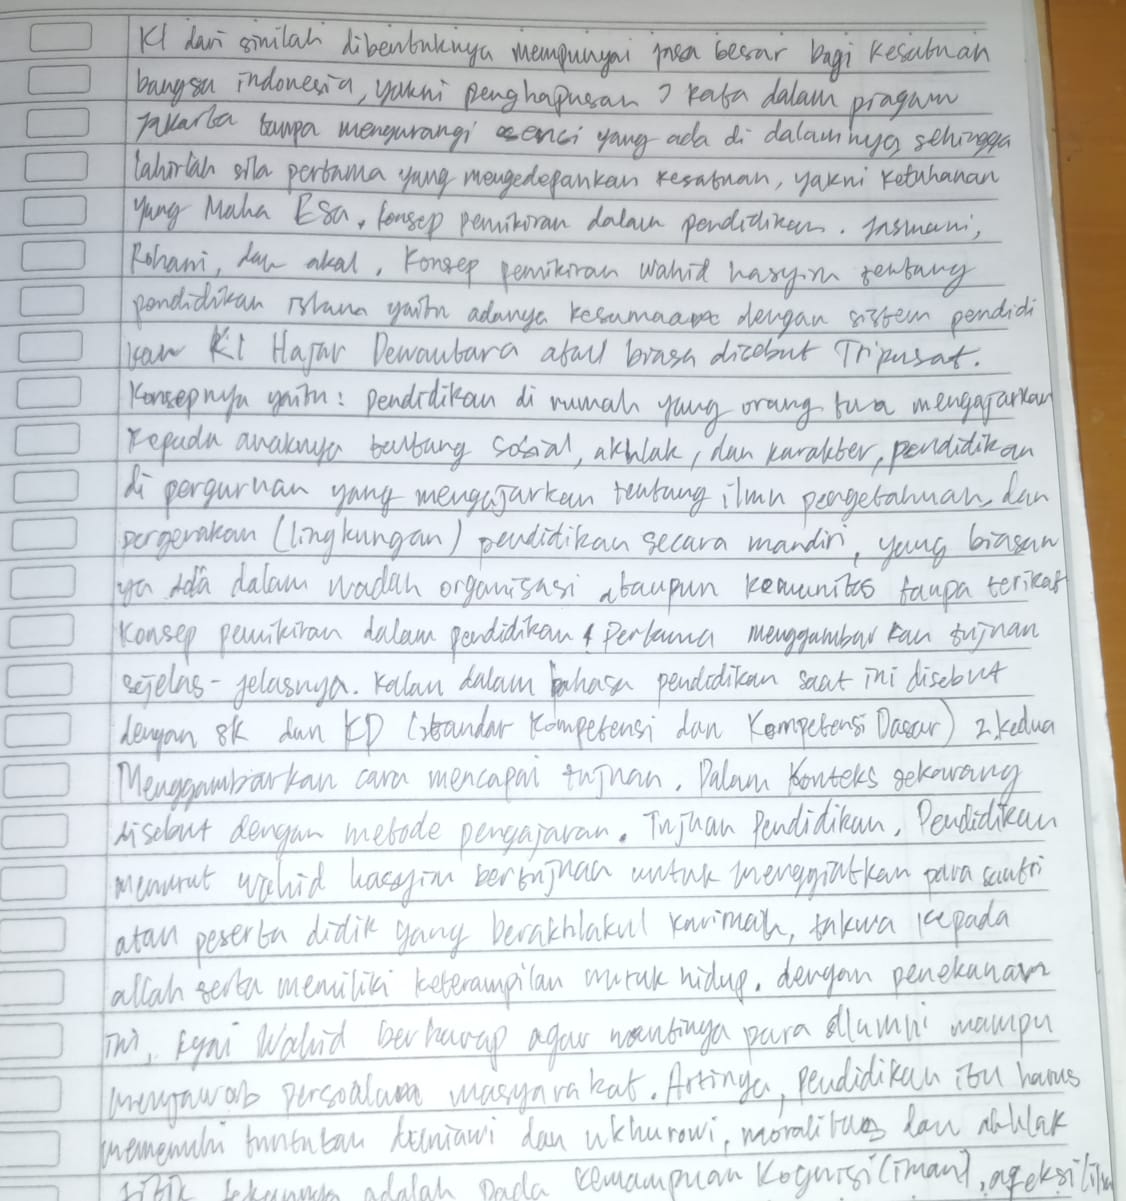 KI dari sinilah dibentuknya mempunyai jasa besar bagi kesatuan
bangsa indonesia, yakni penghapusan 7 kata dalam piagam
jakarta tanpa mengurangi esenci yang ada di dalamnya sehingga
lahirlah sila pertama yang mengedepankan kesatuan, yakni ketuhanan
Yang Maha Esa. Konsep pemikiran dalam pendidikan. Jasmani,
Rohani, dan akal. Konsep pemikiran wahid hasyim tentang
pendidikan Islam yaitu adanya kesamaan dengan sistem pendidi
kan Ki Hajar Dewantara atau biasa disebut Tripusat.
Konsepnya yaitu: pendidikan di rumah yang orang tua mengajarkan
kepada anaknya tentang sosial, akhlak, dan karakter, pendidikan
di perguruan yang mengajarkan tentang ilmu pengetahuan, dan
pergerakan (lingkungan) pendidikan secara mandiri, yang biasan
ya ada dalam wadah organisasi ataupun komunitas tanpa terikat
Konsep pemikiran dalam pendidikan 1 Pertama menggambarkan tujuan
sejelas-jelasnya. Kalau dalam bahasa pendidikan saat ini disebut
dengan SK dan KD (Standar Kompetensi dan Kompetensi Dasar) 2. Kedua
Menggambarkan cara mencapai tujuan. Dalam konteks sekarang
disebut dengan metode pengajaran. Tujuan Pendidikan. Pendidikan
menurut wahid hasyim bertujuan untuk menggiatkan para santri
atau peserta didik yang berakhlakul karimah, takwa kepada
allah serta memiliki keterampilan untuk hidup. dengan penekanan
ini, kyai Wahid berharap agar nantinya para alumni mampu
menjawab persoalan masyarakat. Artinya, pendidikan itu harus
memenuhi tuntutan duniawi dan ukhurowi, moralitas dan akhlak
titik tekannya adalah pada kemampuan kognisi (iman), afeksi (ilm